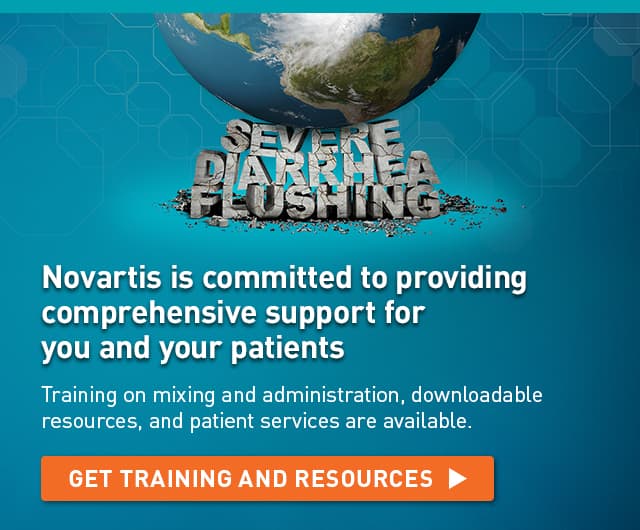 SEVERE
DIARRHEA
FLUSHING
Novartis is committed to providing
comprehensive support for
you and your patients
Training on mixing and administration, downloadable
resources, and patient services are available.
GET TRAINING AND RESOURCES